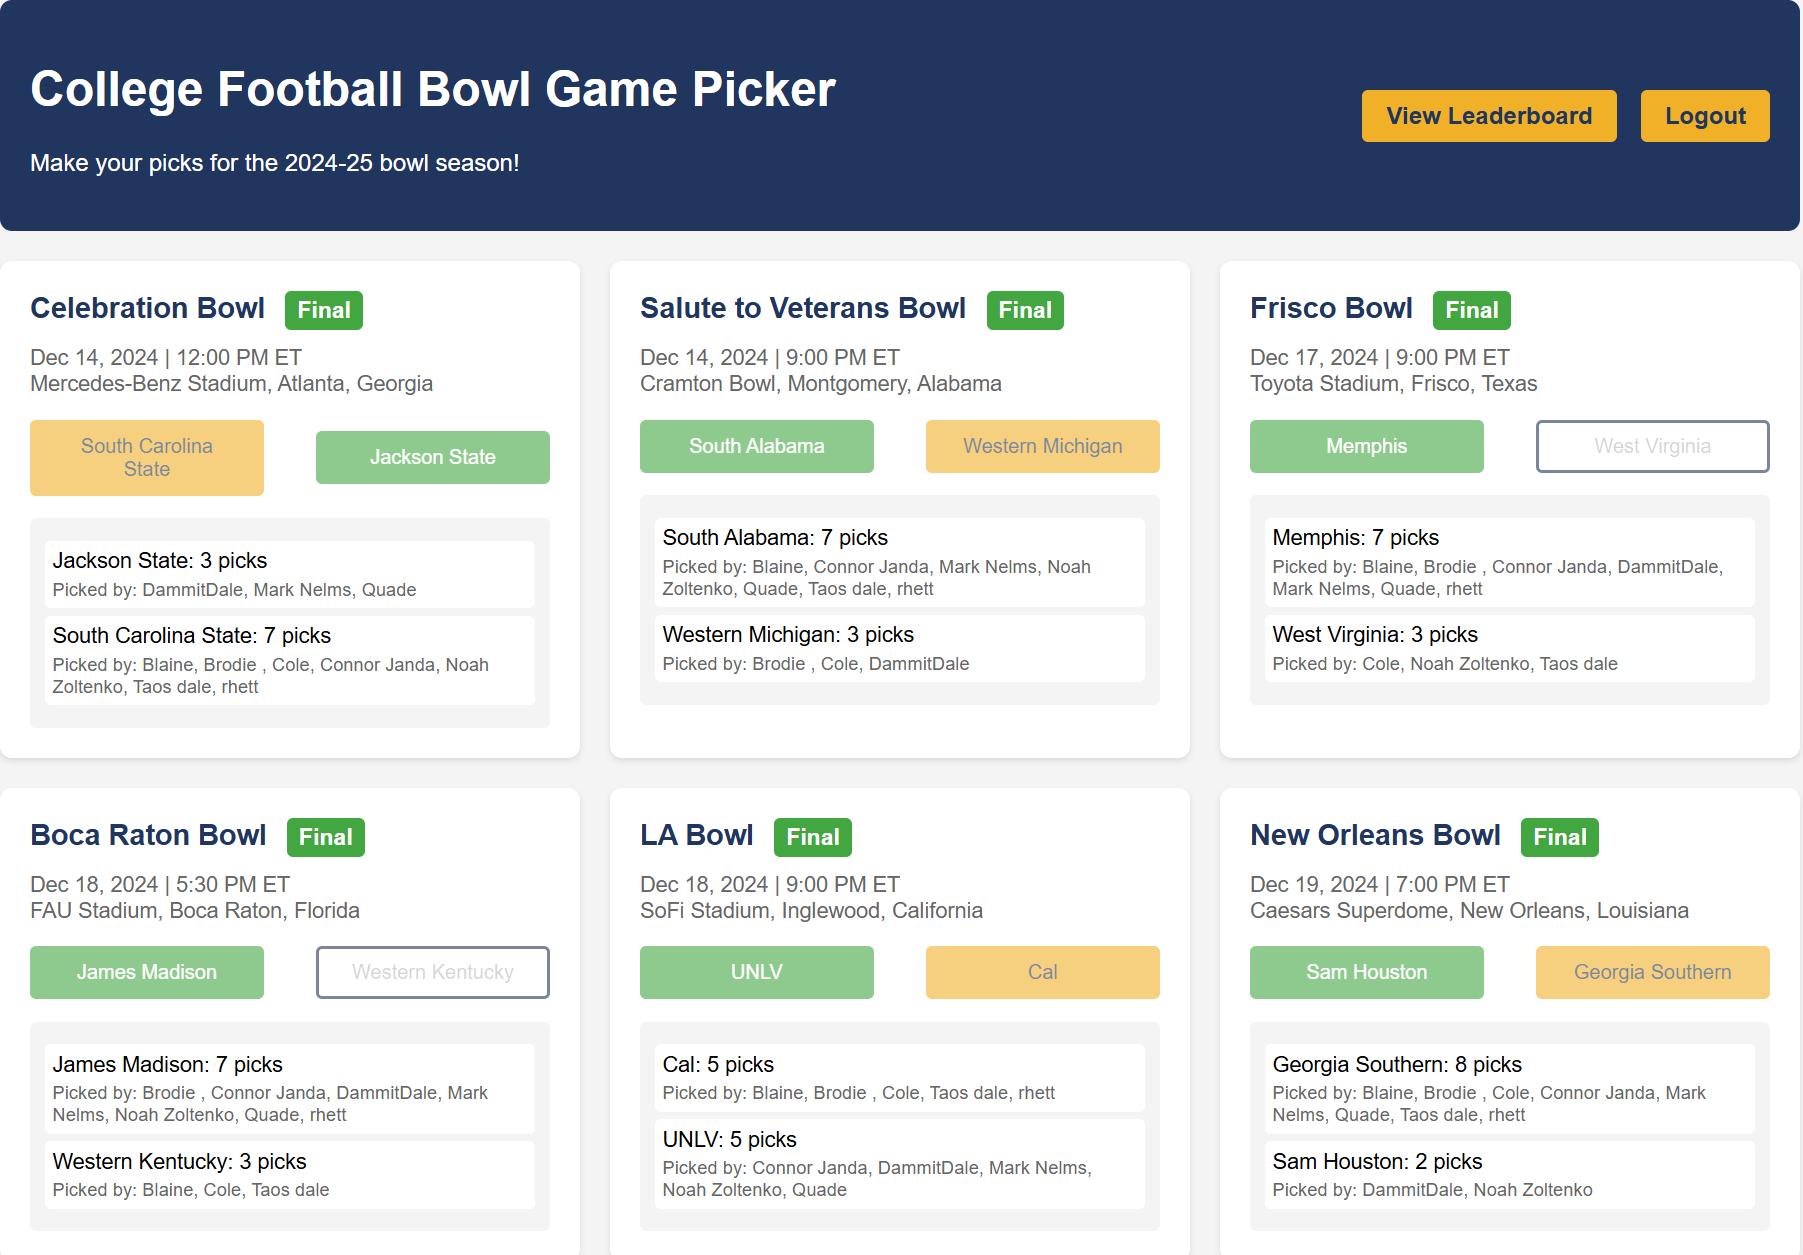 College Football Bowl Game Picker
Make your picks for the 2024-25 bowl season!
View Leaderboard
Logout
Celebration Bowl
Final
Dec 14, 2024 | 12:00 PM ET
Mercedes-Benz Stadium, Atlanta, Georgia
South Carolina
State
Jackson State
Jackson State: 3 picks
Picked by: DammitDale, Mark Nelms, Quade
South Carolina State: 7 picks
Picked by: Blaine, Brodie , Cole, Connor Janda, Noah
Zoltenko, Taos dale, rhett
Salute to Veterans Bowl
Final
Dec 14, 2024 | 9:00 PM ET
Cramton Bowl, Montgomery, Alabama
South Alabama
Western Michigan
South Alabama: 7 picks
Picked by: Blaine, Connor Janda, Mark Nelms, Noah
Zoltenko, Quade, Taos dale, rhett
Western Michigan: 3 picks
Picked by: Brodie , Cole, DammitDale
Frisco Bowl
Final
Dec 17, 2024 | 9:00 PM ET
Toyota Stadium, Frisco, Texas
Memphis
West Virginia
Memphis: 7 picks
Picked by: Blaine, Brodie , Connor Janda, DammitDale,
Mark Nelms, Quade, rhett
West Virginia: 3 picks
Picked by: Cole, Noah Zoltenko, Taos dale
Boca Raton Bowl
Final
Dec 18, 2024 | 5:30 PM ET
FAU Stadium, Boca Raton, Florida
James Madison
Western Kentucky
James Madison: 7 picks
Picked by: Brodie , Connor Janda, DammitDale, Mark
Nelms, Noah Zoltenko, Quade, rhett
Western Kentucky: 3 picks
Picked by: Blaine, Cole, Taos dale
LA Bowl
Final
Dec 18, 2024 | 9:00 PM ET
SoFi Stadium, Inglewood, California
UNLV
Cal
Cal: 5 picks
Picked by: Blaine, Brodie , Cole, Taos dale, rhett
UNLV: 5 picks
Picked by: Connor Janda, DammitDale, Mark Nelms,
Noah Zoltenko, Quade
New Orleans Bowl
Final
Dec 19, 2024 | 7:00 PM ET
Caesars Superdome, New Orleans, Louisiana
Sam Houston
Georgia Southern
Georgia Southern: 8 picks
Picked by: Blaine, Brodie , Cole, Connor Janda, Mark
Nelms, Quade, Taos dale, rhett
Sam Houston: 2 picks
Picked by: DammitDale, Noah Zoltenko